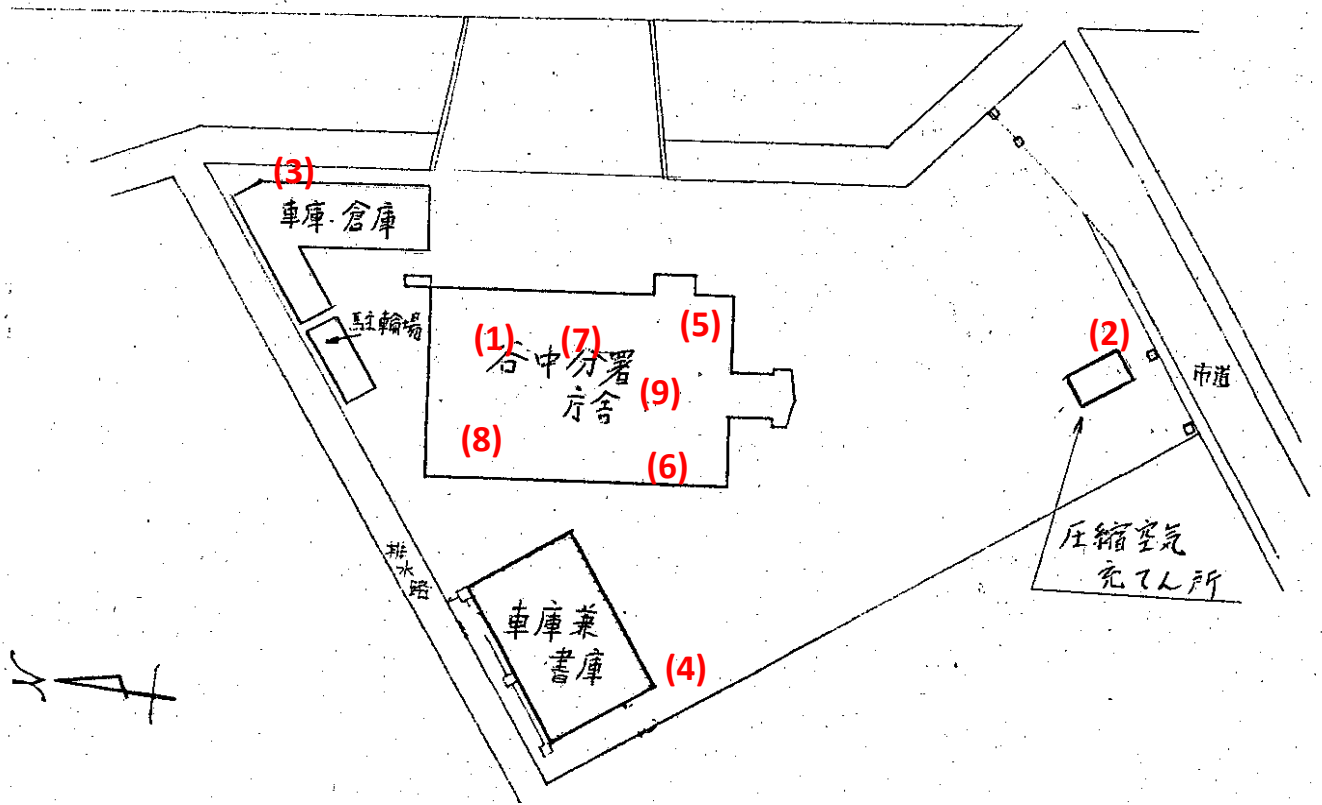 (3)
車庫・倉庫
駐輪場
(1)
(7)
(5)
谷中分署
庁舎
(9)
(8)
(6)
(2)
市道
圧縮空気
充てん所
排水路
車庫兼
書庫
(4)